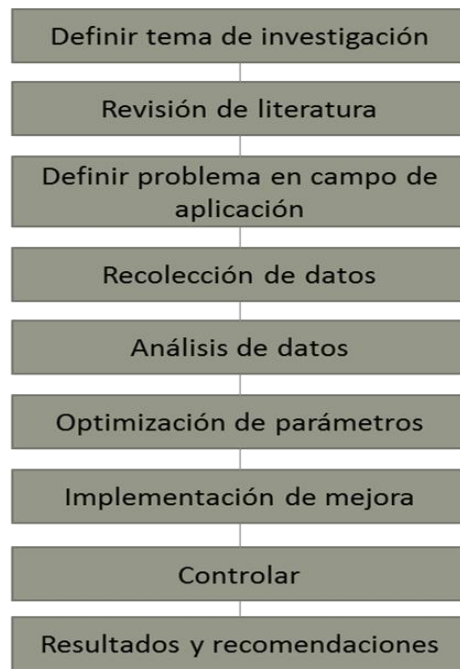 Definir tema de investigación
Revisión de literatura
Definir problema en campo de
aplicación
Recolección de datos
Análisis de datos
Optimización de parámetros
Implementación de mejora
Controlar
Resultados y recomendaciones